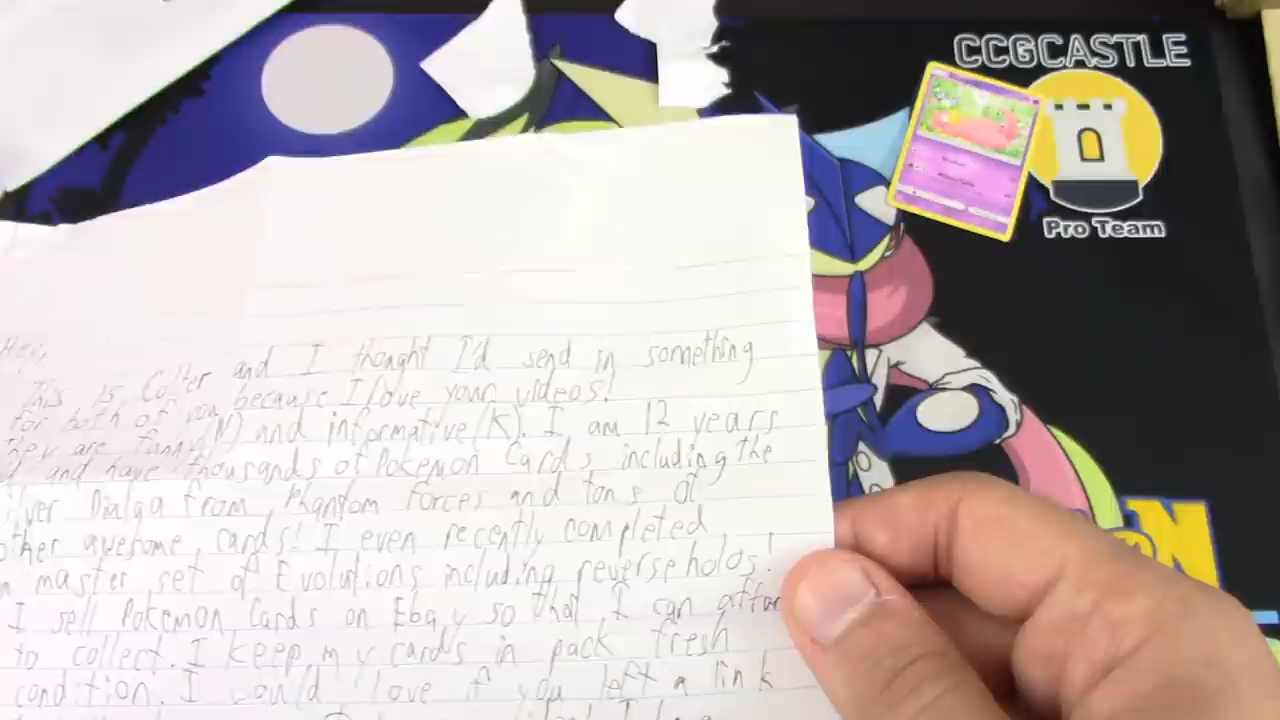 CCGCASTLE
Pro Team
Hey,
This is Colter and I thought I'd send in something
for both of you because I love your videos!
They are funny(M) and informative(K). I am 12 years
and have thousands of Pokemon Cards including the
Dialga from Phantom Forces and tons of
other awesome cards! I even recently completed
a master set of Evolutions including reverse holos!
I sell Pokemon Cards on Ebay so that I can affor
to collect. I keep my cards in pack fresh
condition. I would love if you left a link